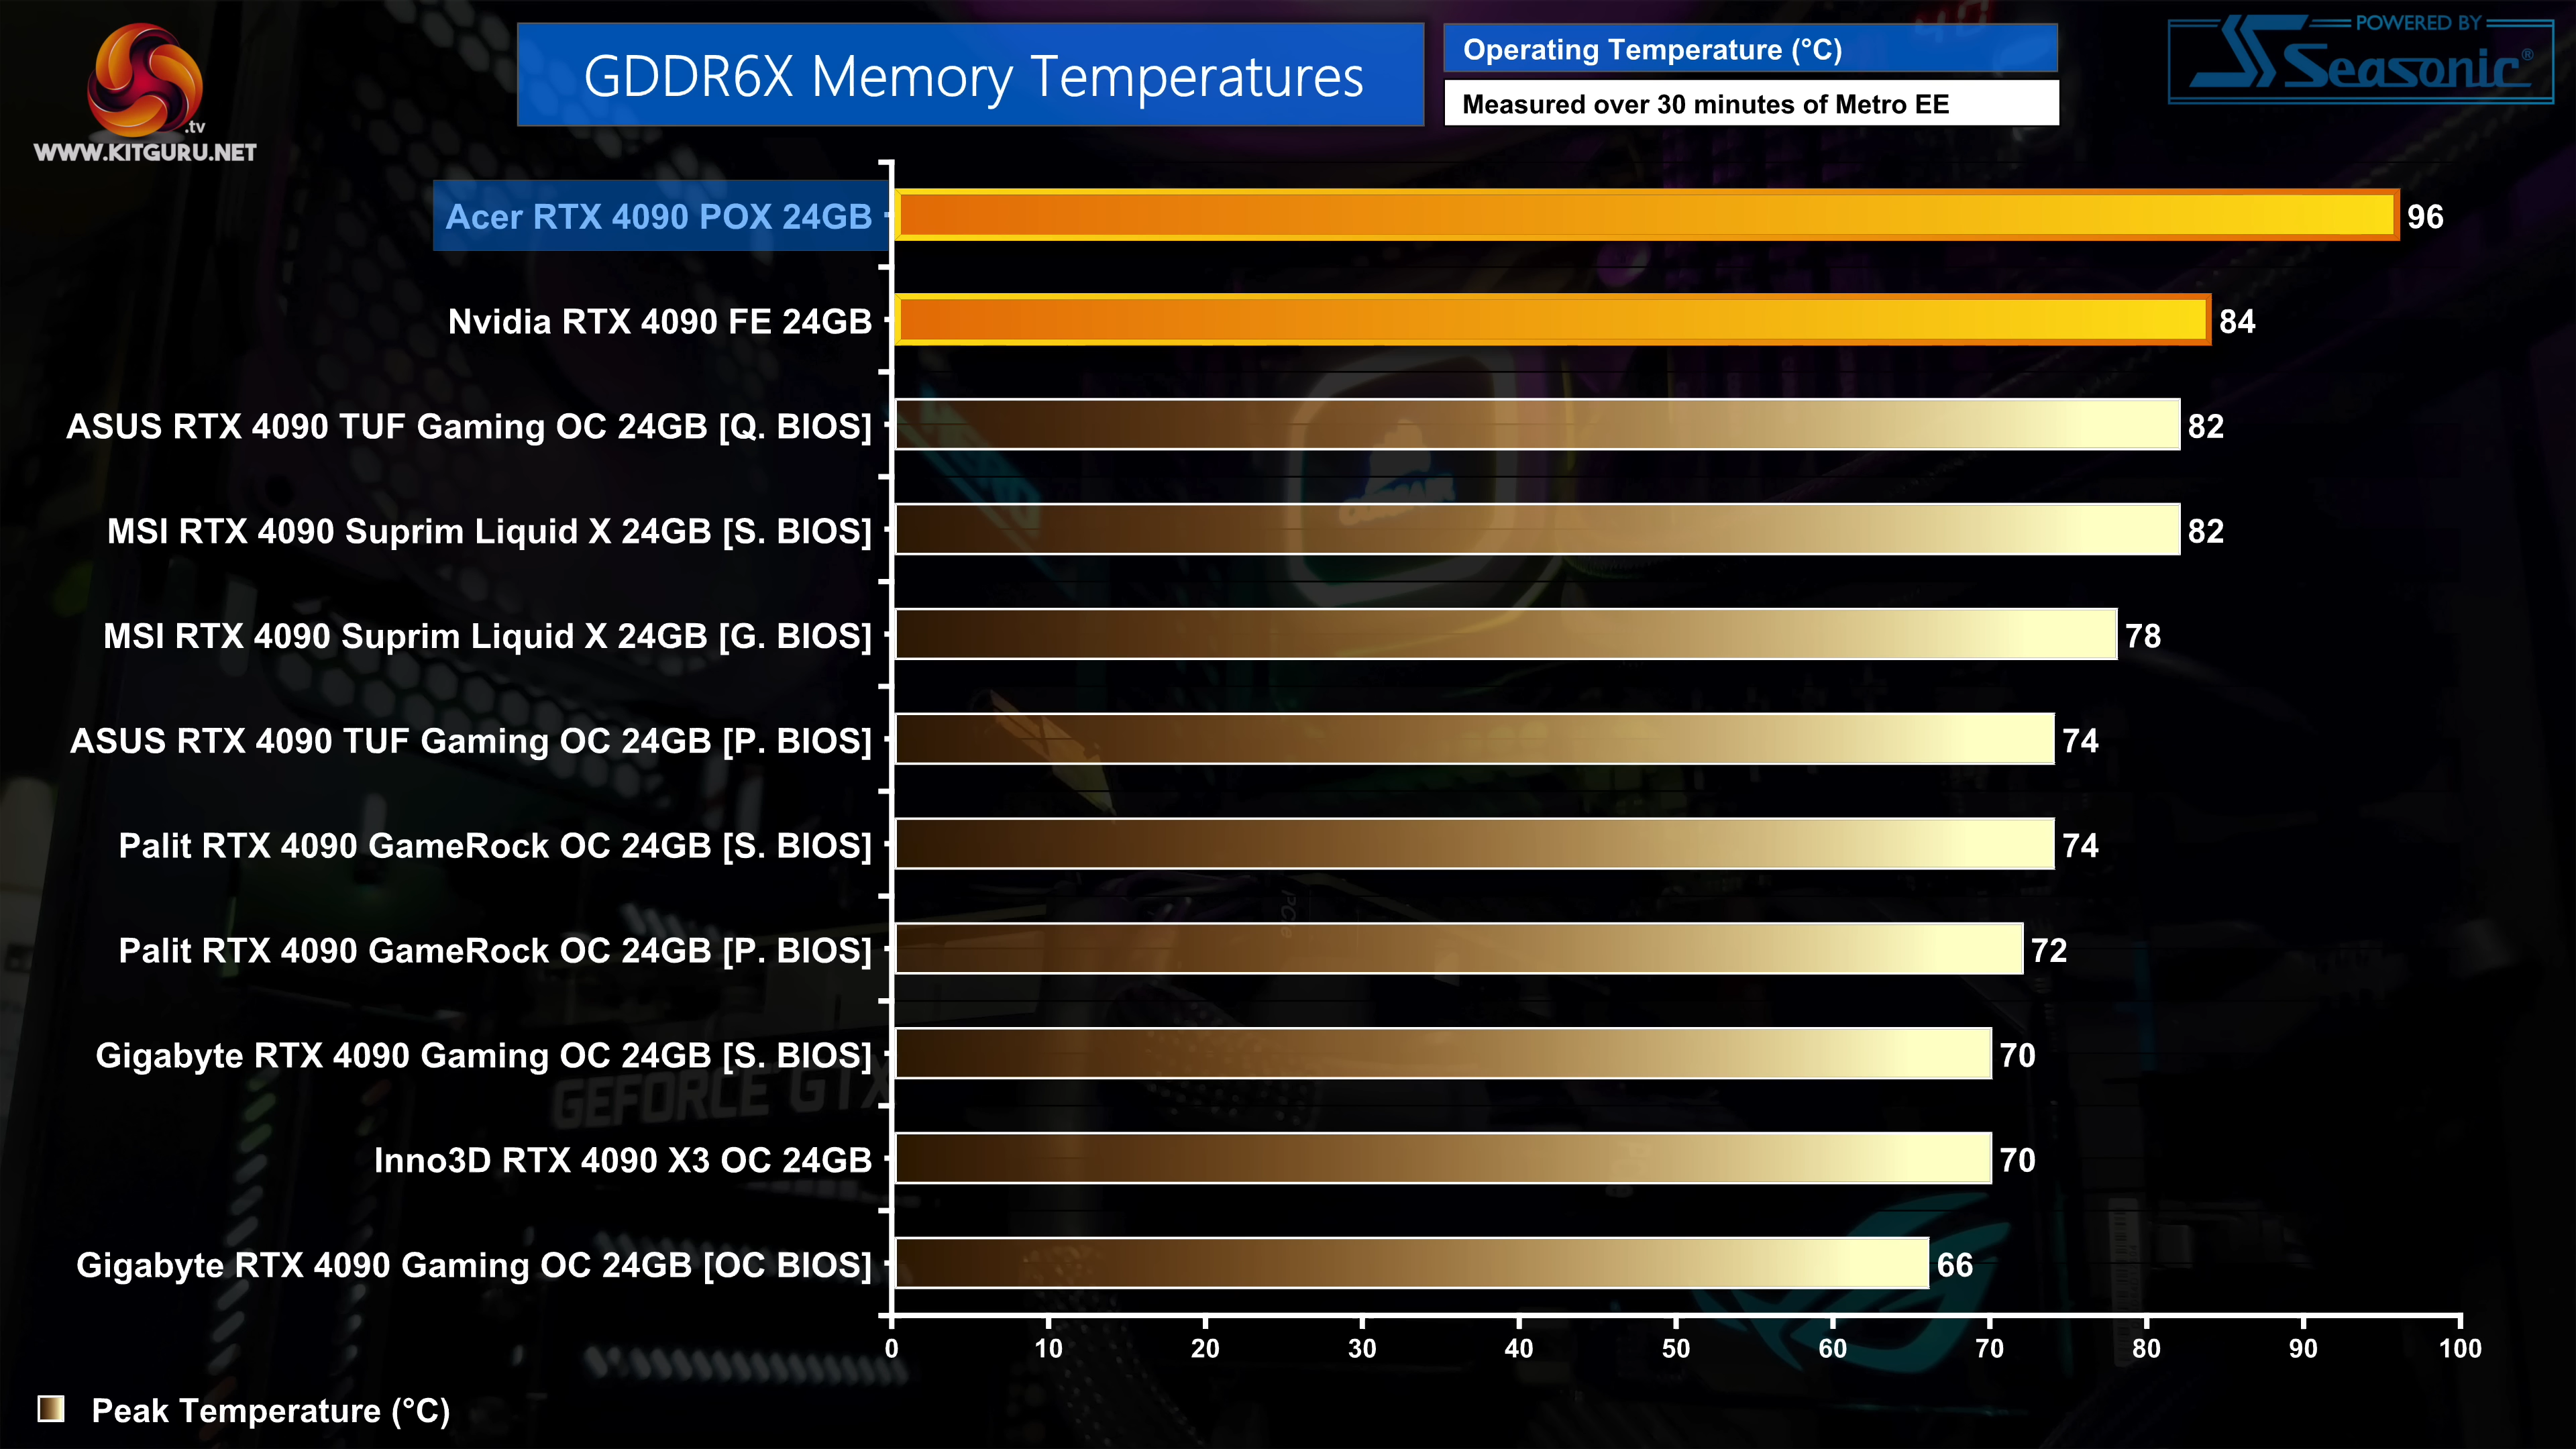 .tv
WWW.KITGURU.NET
GDDR6X Memory Temperatures
Operating Temperature (°C)
Measured over 30 minutes of Metro EE
POWERED BY
Seasonic®
Acer RTX 4090 POX 24GB 96
Nvidia RTX 4090 FE 24GB 84
ASUS RTX 4090 TUF Gaming OC 24GB [Q. BIOS] 82
MSI RTX 4090 Suprim Liquid X 24GB [S. BIOS] 82
MSI RTX 4090 Suprim Liquid X 24GB [G. BIOS] 78
ASUS RTX 4090 TUF Gaming OC 24GB [P. BIOS] 74
Palit RTX 4090 GameRock OC 24GB [S. BIOS] 74
Palit RTX 4090 GameRock OC 24GB [P. BIOS] 72
Gigabyte RTX 4090 Gaming OC 24GB [S. BIOS] 70
GEFORCE GTX
Inno3D RTX 4090 X3 OC 24GB 70
Gigabyte RTX 4090 Gaming OC 24GB [OC BIOS] 66
0 10 20 30 40 50 60 70 80 90 100
Peak Temperature (°C)